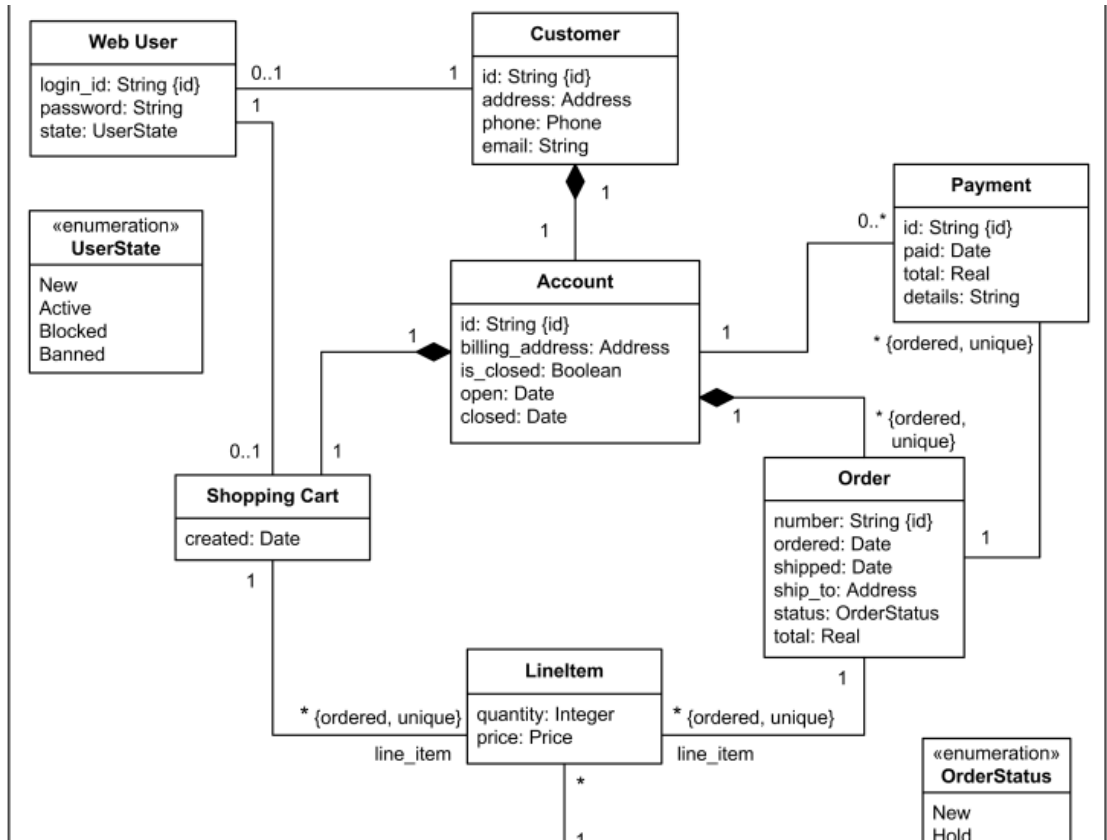 Web User
login_id: String {id}
password: String
state: UserState
0..1
1
1
Customer
id: String {id}
address: Address
phone: Phone
email: String
1
1
«enumeration»
UserState
New
Active
Blocked
Banned
Account
id: String {id}
billing_address: Address
is_closed: Boolean
open: Date
closed: Date
1
1
1
Payment
id: String {id}
paid: Date
total: Real
details: String
0..*
* {ordered, unique}
* {ordered,
unique}
0..1
1
Shopping Cart
created: Date
1
Order
number: String {id}
ordered: Date
shipped: Date
ship_to: Address
status: OrderStatus
total: Real
1
1
LineItem
quantity: Integer
price: Price
* {ordered, unique}
line_item
* {ordered, unique}
line_item
*
1
«enumeration»
OrderStatus
New
Hold